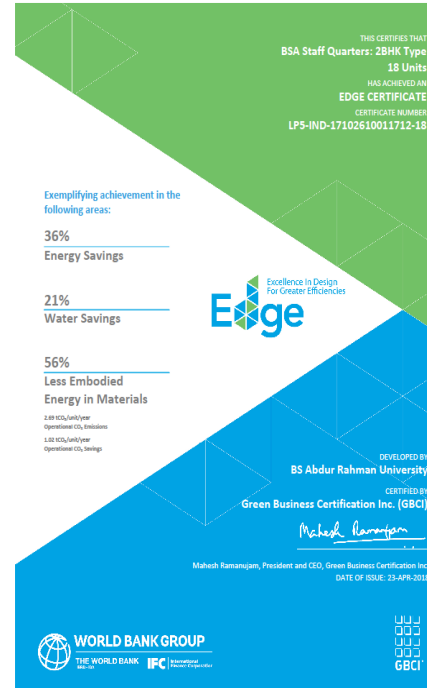 THIS CERTIFIES THAT
BSA Staff Quarters: 2BHK Type
18 Units
HAS ACHIEVED AN
EDGE CERTIFICATE
CERTIFICATE NUMBER
LP5-IND-17102610011712-18
Exemplifying achievement in the
following areas:
36%
Energy Savings
21%
Water Savings
56%
Less Embodied
Energy in Materials
2.69 tCO₂/unit/year
Operational CO₂ Emissions
1.02 tCO₂/unit/year
Operational CO₂ Savings
Excellence In Design
For Greater Efficiencies
Edge
DEVELOPED BY
BS Abdur Rahman University
CERTIFIED BY
Green Business Certification Inc. (GBCI)
Mahesh Ramanujam
Mahesh Ramanujam, President and CEO, Green Business Certification Inc
DATE OF ISSUE: 23-APR-2018
WORLD BANK GROUP
THE WORLD BANK
IBRD • IDA
IFC
International
Finance Corporation
GBCI